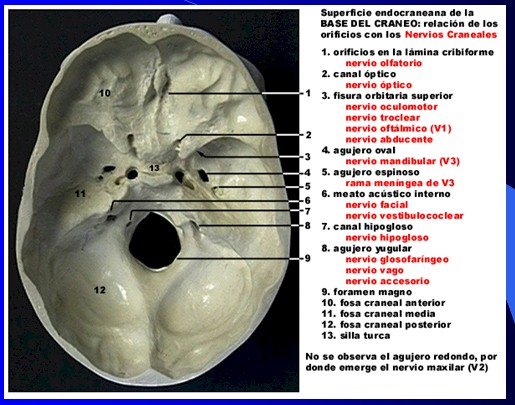 Superficie endocraneana de la
BASE DEL CRANEO: relación de los
orificios con los Nervios Craneales
1. orificios en la lámina cribiforme
nervio olfatorio
2. canal óptico
nervio óptico
3. fisura orbitaria superior
nervio oculomotor
nervio troclear
nervio oftálmico (V1)
nervio abducente
4. agujero oval
nervio mandibular (V3)
5. agujero espinoso
rama meníngea de V3
6. meato acústico interno
nervio facial
nervio vestibulococlear
7. canal hipogloso
nervio hipogloso
8. agujero yugular
nervio glosofaríngeo
nervio vago
nervio accesorio
9. foramen magno
10. fosa craneal anterior
11. fosa craneal media
12. fosa craneal posterior
13. silla turca
No se observa el agujero redondo, por
donde emerge el nervio maxilar (V2)
10
1
2
3
13
4
5
11
6
7
8
9
12